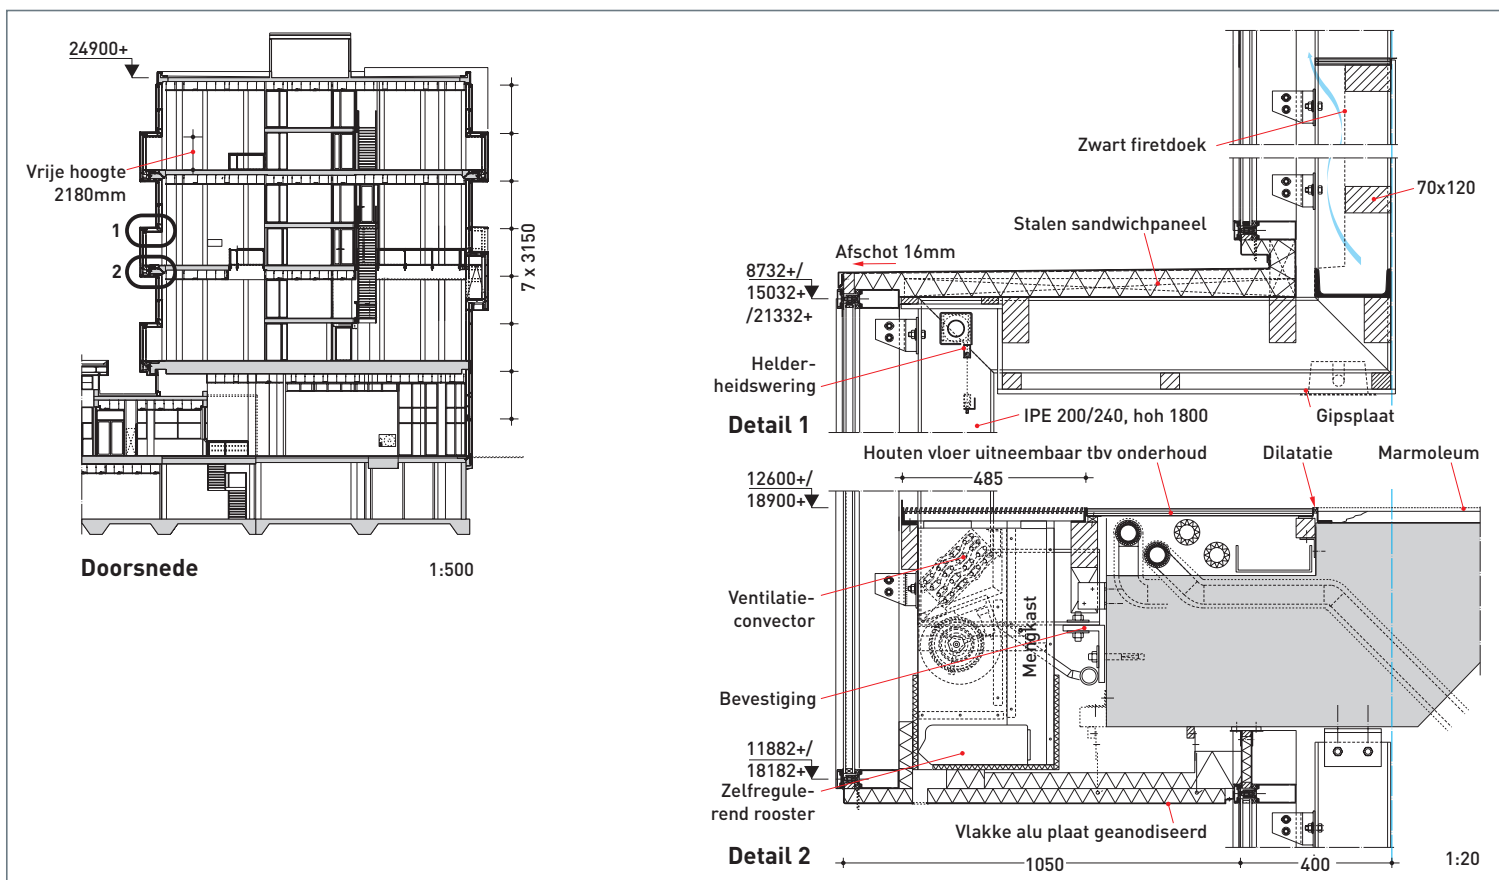 24900+
Vrije hoogte
2180mm
1
2
7 x 3150
Doorsnede
1:500
Zwart firetdoek
70x120
Stalen sandwichpaneel
Afschot 16mm
8732+/
15032+
/21332+
Helder-
heidswering
Detail 1
IPE 200/240, hoh 1800
Gipsplaat
Houten vloer uitneembaar tbv onderhoud
Dilatatie
Marmoleum
12600+/
18900+
485
Ventilatie-
convector
Mengkast
Bevestiging
11882+/
18182+
Zelfregule-
rend rooster
Vlakke alu plaat geanodiseerd
Detail 2
1050
400
1:20